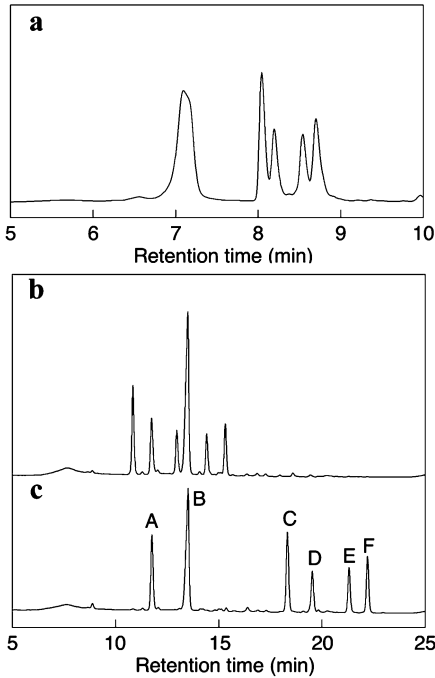 a
5 6 7 8 9 10
Retention time (min)
b
c
A B C D E F
5 10 15 20 25
Retention time (min)